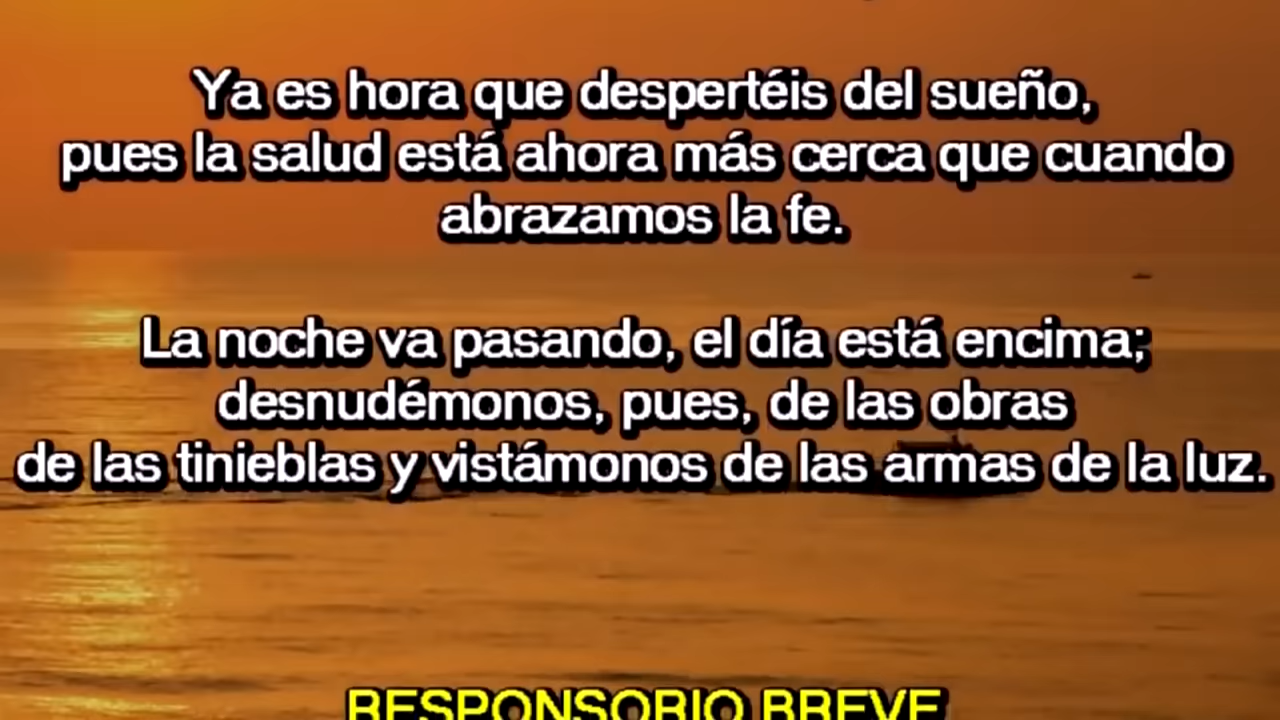 Ya es hora que despertéis del sueño,
pues la salud está ahora más cerca que cuando
abrazamos la fe.
La noche va pasando, el día está encima;
desnudémonos, pues, de las obras
de las tinieblas y vistámonos de las armas de la luz.
RESPONSORIO BREVE